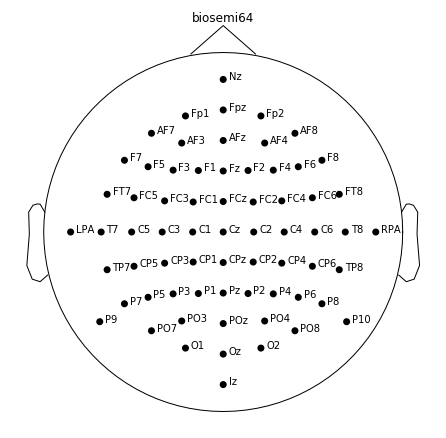 biosemi64
Nz
Fpz
Fp1 Fp2
AF7 AF8
AFz
AF3 AF4
F7 F8
F5 F6
F3 F1 Fz F2 F4
FT7 FT8
FC5 FC6
FC3 FC1 FCz FC2 FC4
LPA T7 C5 C3 C1 Cz C2 C4 C6 T8 RPA
CP3 CP1 CPz CP2 CP4
CP5 CP6
TP7 TP8
P3 P1 Pz P2 P4
P5 P6
P7 P8
P9 PO3 POz PO4 P10
PO7 PO8
O1 O2
Oz
Iz